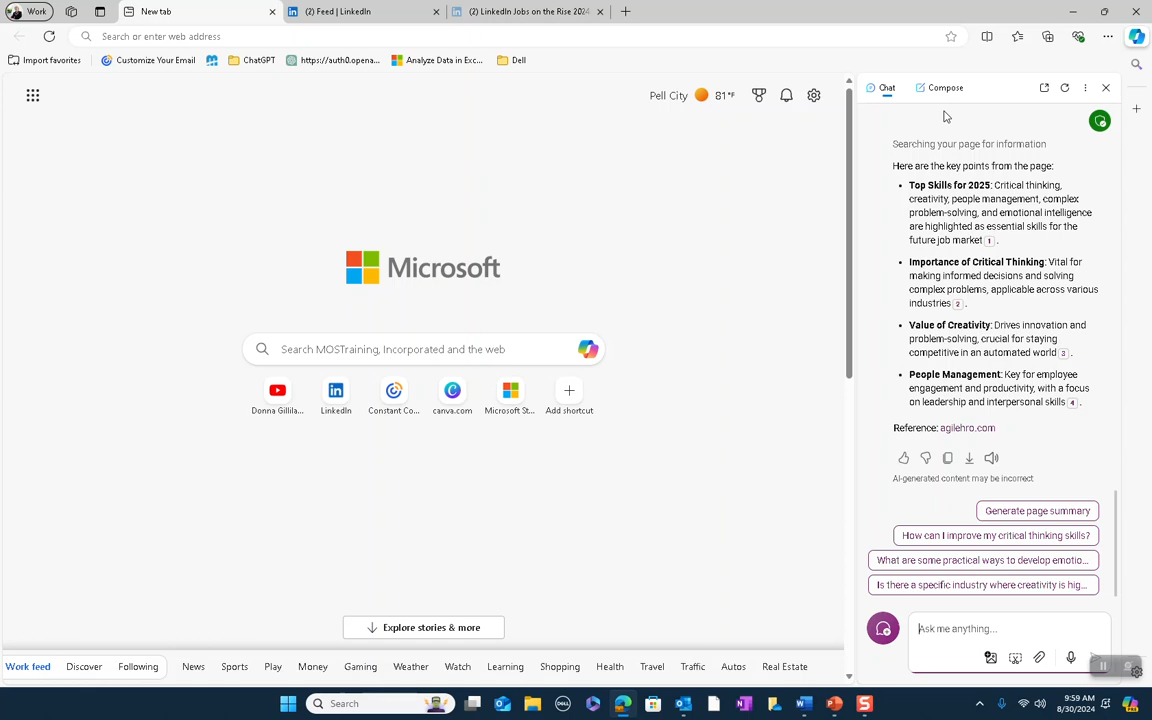 Work
New tab
(2) Feed | LinkedIn
(2) LinkedIn Jobs on the Rise 2024
Search or enter web address
Import favorites
Customize Your Email
ChatGPT
https://auth0.opena...
Analyze Data in Exc...
Dell
Pell City
81°F
Microsoft
Search MOSTraining, Incorporated and the web
Donna Gillila...
LinkedIn
Constant Co...
canva.com
Microsoft St...
Add shortcut
Explore stories & more
Work feed
Discover
Following
News
Sports
Play
Money
Gaming
Weather
Watch
Learning
Shopping
Health
Travel
Traffic
Autos
Real Estate
Chat
Compose
Searching your page for information
Here are the key points from the page:
• Top Skills for 2025: Critical thinking,
creativity, people management, complex
problem-solving, and emotional intelligence
are highlighted as essential skills for the
future job market 1 .
• Importance of Critical Thinking: Vital for
making informed decisions and solving
complex problems, applicable across various
industries 2 .
• Value of Creativity: Drives innovation and
problem-solving, crucial for staying
competitive in an automated world 3 .
• People Management: Key for employee
engagement and productivity, with a focus
on leadership and interpersonal skills 4 .
Reference: agilehro.com
AI-generated content may be incorrect
Generate page summary
How can I improve my critical thinking skills?
What are some practical ways to develop emotio...
Is there a specific industry where creativity is hig...
Ask me anything...
Search
9:59 AM
8/30/2024